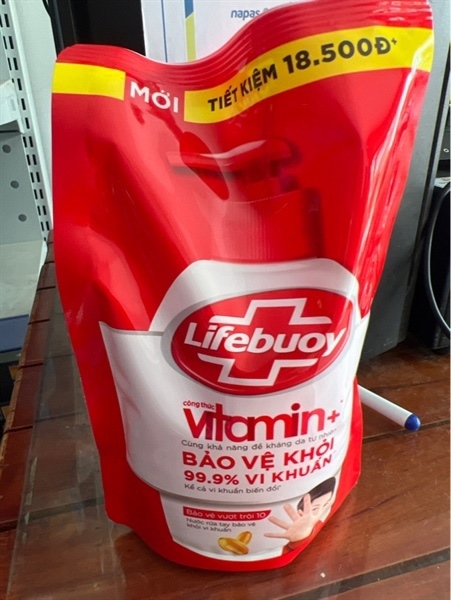 napas
MỚI
TIẾT KIỆM 18.500Đ*
Lifebuoy
công thức
vitamin+
Cùng khả năng đề kháng da tự nhiên
BẢO VỆ KHỎI
99.9% VI KHUẨN
Kể cả vi khuẩn biến đổi*
Bảo vệ vượt trội 10
Nước rửa tay bảo vệ
khỏi vi khuẩn